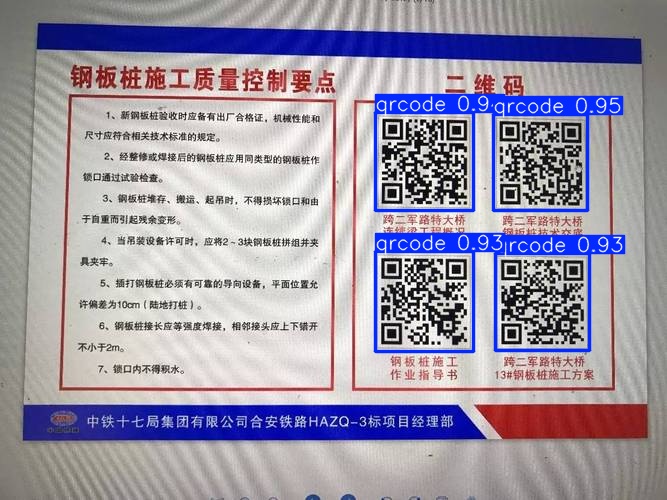 钢板桩施工质量控制要点
1、新钢板桩验收时应备有出厂合格证，机械性能和
尺寸应符合相关技术标准的规定。
2、经整修或焊接后的钢板桩应用同类型的钢板桩作
锁口通过试验检查。
3、钢板桩堆存、搬运、起吊时，不得损坏锁口和由
于自重而引起残余变形。
4、当吊装设备许可时，应将2~3块钢板桩拼组并夹
具夹牢。
5、插打钢板桩必须有可靠的导向设备，平面位置允
许偏差为10cm（陆地打桩）。
6、钢板桩接长应等强度焊接，相邻接头应上下错开
不小于2m。
7、锁口内不得积水。
二维码
qrcode 0.9
qrcode 0.95
跨二军路特大桥
跨二军路特大桥
连续梁工程概况
钢板桩技术交底
qrcode 0.93
qrcode 0.93
钢板桩施工
作业指导书
跨二军路特大桥
13#钢板桩施工方案
中铁十七局集团有限公司合安铁路HAZQ-3标项目经理部